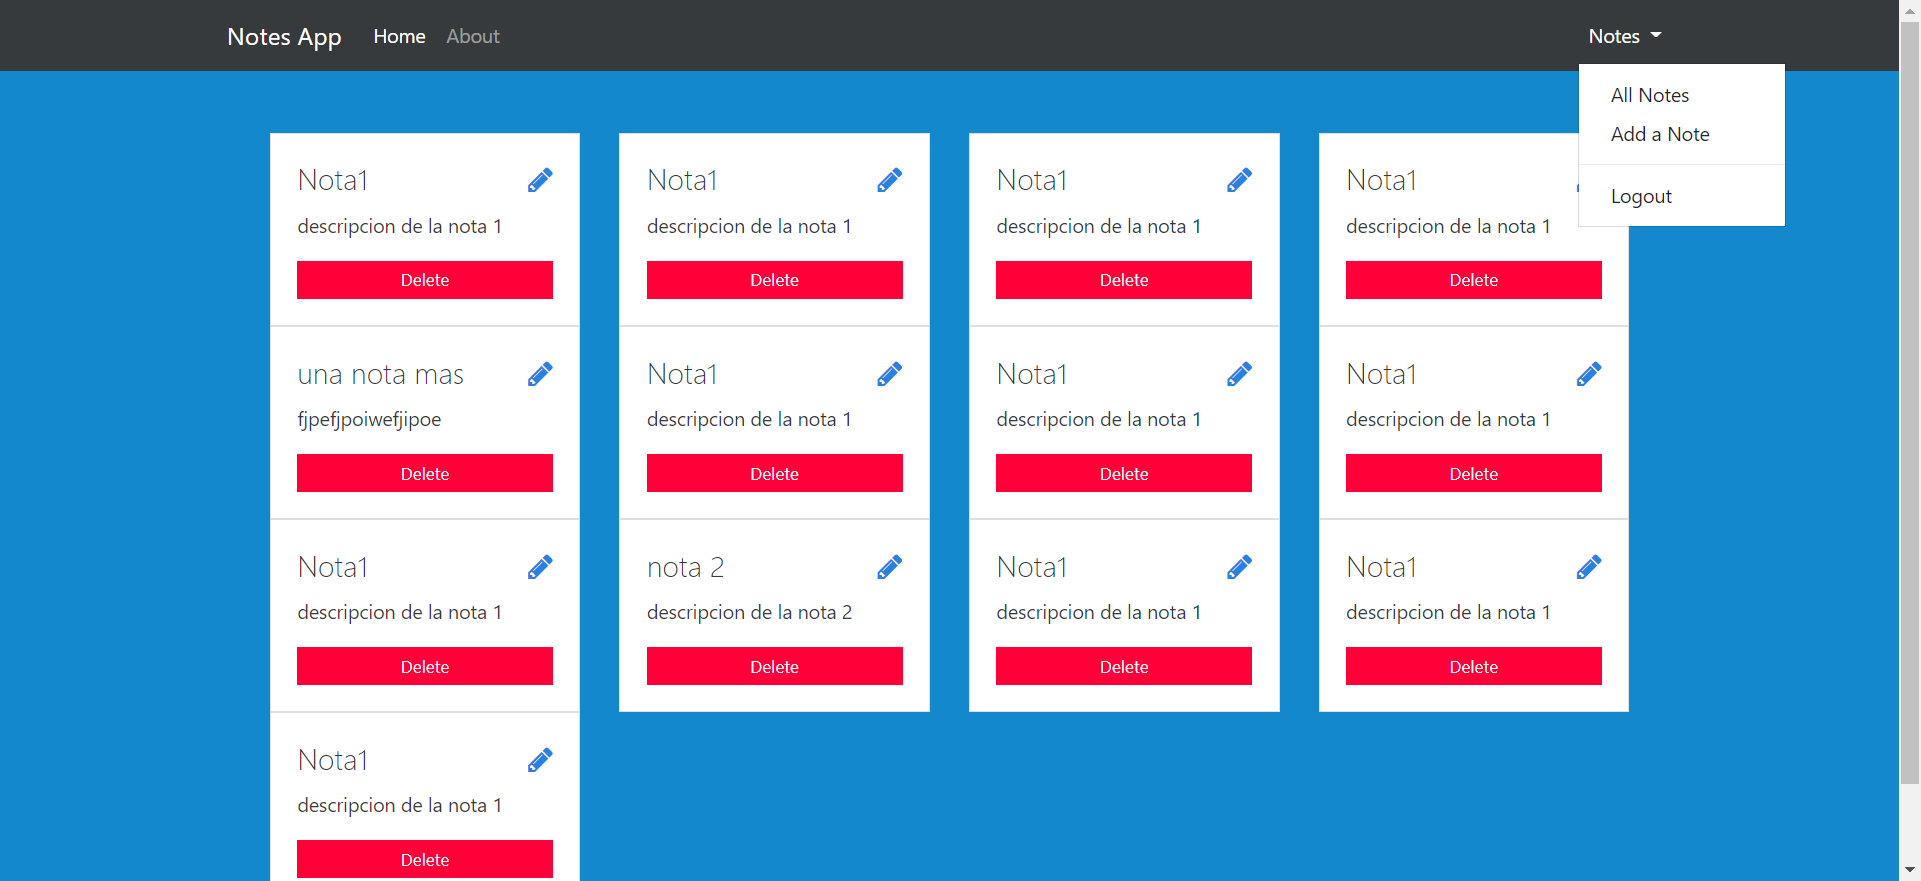 Notes App Home About Notes
All Notes
Add a Note
Logout
Nota1
descripcion de la nota 1
Delete
Nota1
descripcion de la nota 1
Delete
Nota1
descripcion de la nota 1
Delete
Nota1
descripcion de la nota 1
Delete
una nota mas
fjpefjpoiwefjipoe
Delete
Nota1
descripcion de la nota 1
Delete
Nota1
descripcion de la nota 1
Delete
Nota1
descripcion de la nota 1
Delete
Nota1
descripcion de la nota 1
Delete
nota 2
descripcion de la nota 2
Delete
Nota1
descripcion de la nota 1
Delete
Nota1
descripcion de la nota 1
Delete
Nota1
descripcion de la nota 1
Delete